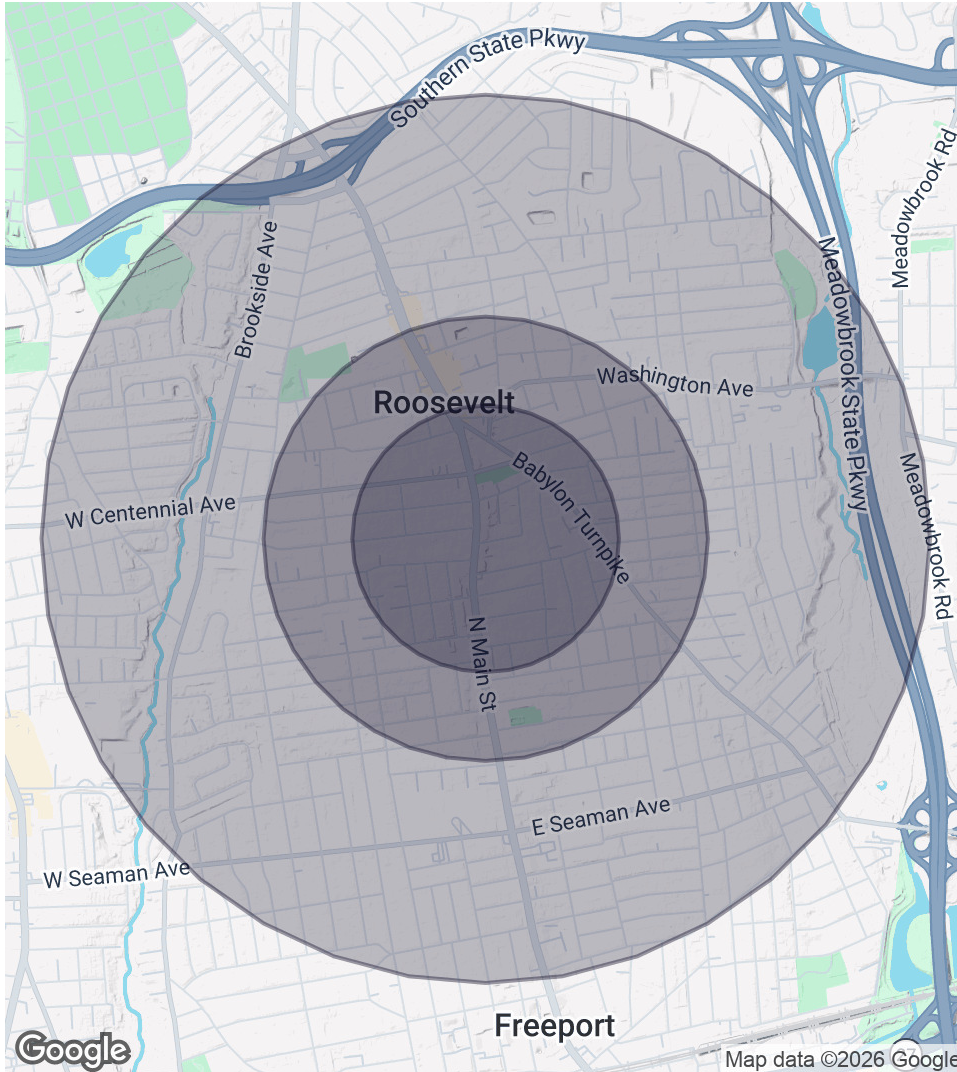 Southern State Pkwy
Meadowbrook Rd
Brookside Ave
Meadowbrook State Pkwy
Washington Ave
Roosevelt
Babylon Turnpike
W Centennial Ave
Meadowbrook Rd
N Main St
E Seaman Ave
W Seaman Ave
Freeport
Google
Map data ©2026 Google